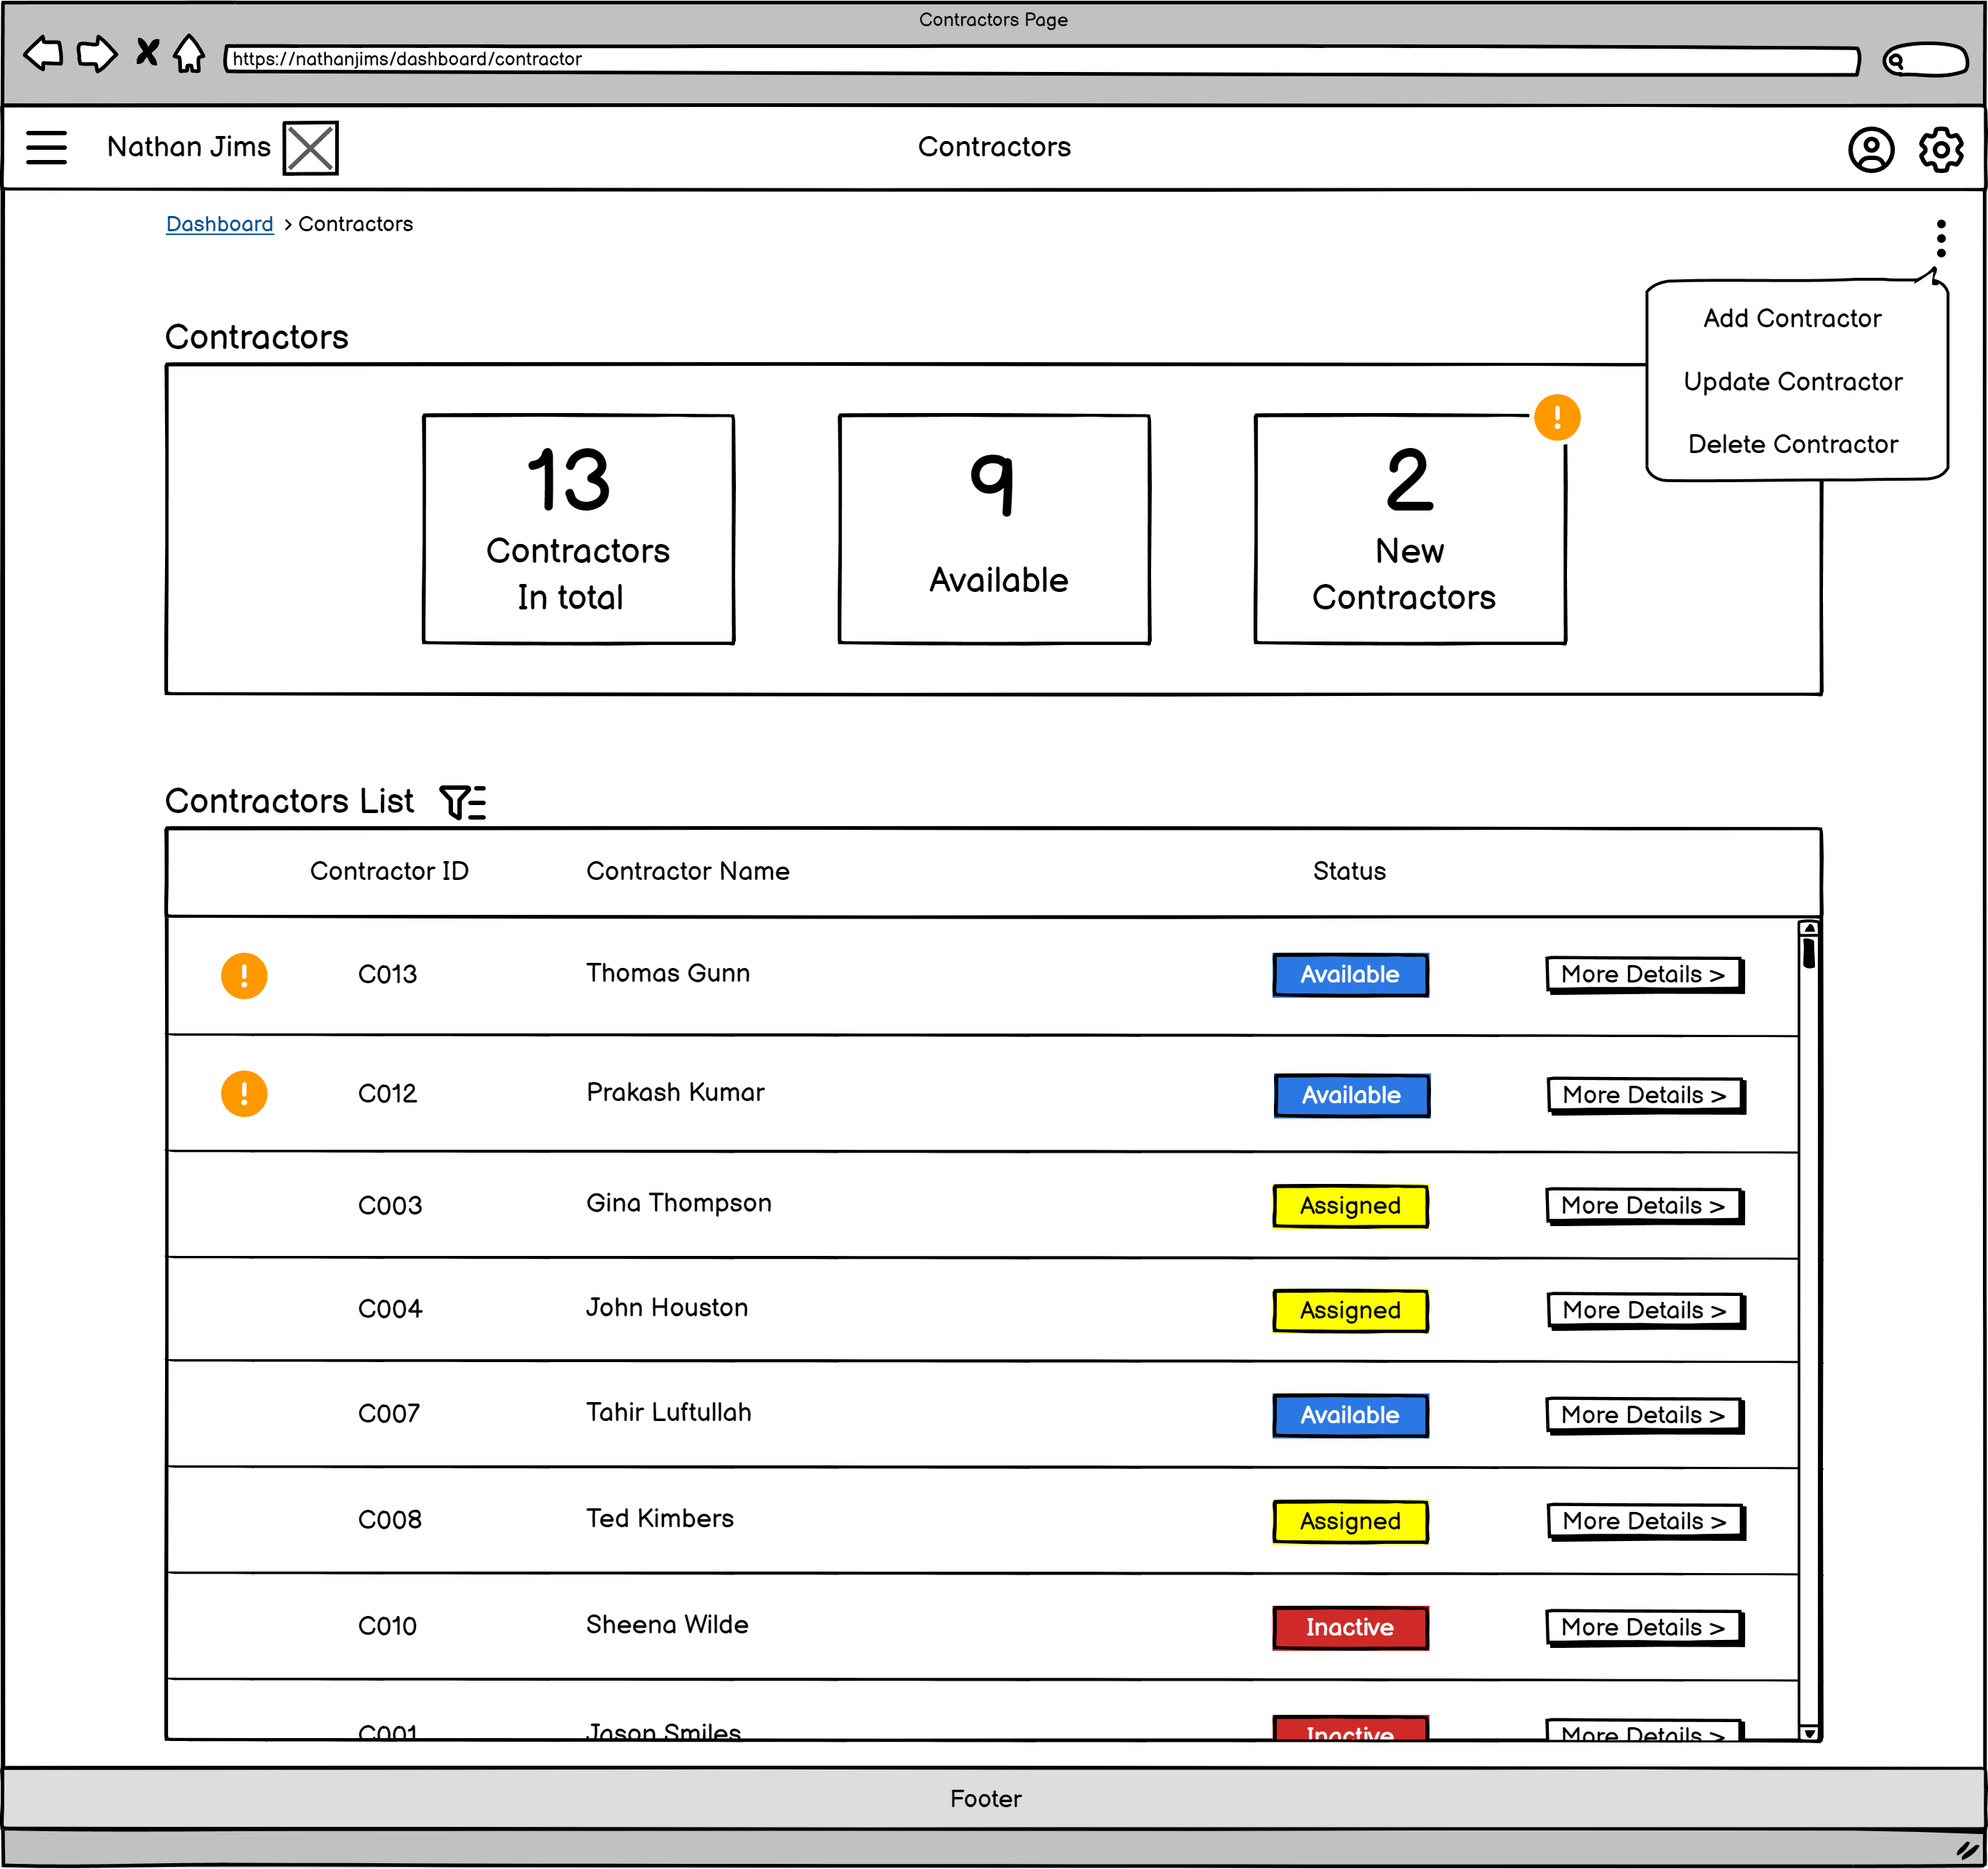 Contractors Page
https://nathanjims/dashboard/contractor
Nathan Jims
Contractors
Dashboard > Contractors
Add Contractor
Update Contractor
Delete Contractor
Contractors
13
Contractors
In total
9
Available
2
New
Contractors
Contractors List
Contractor ID Contractor Name Status
C013 Thomas Gunn Available More Details >
C012 Prakash Kumar Available More Details >
C003 Gina Thompson Assigned More Details >
C004 John Houston Assigned More Details >
C007 Tahir Luftullah Available More Details >
C008 Ted Kimbers Assigned More Details >
C010 Sheena Wilde Inactive More Details >
C001 Jason Smiles Inactive More Details >
Footer